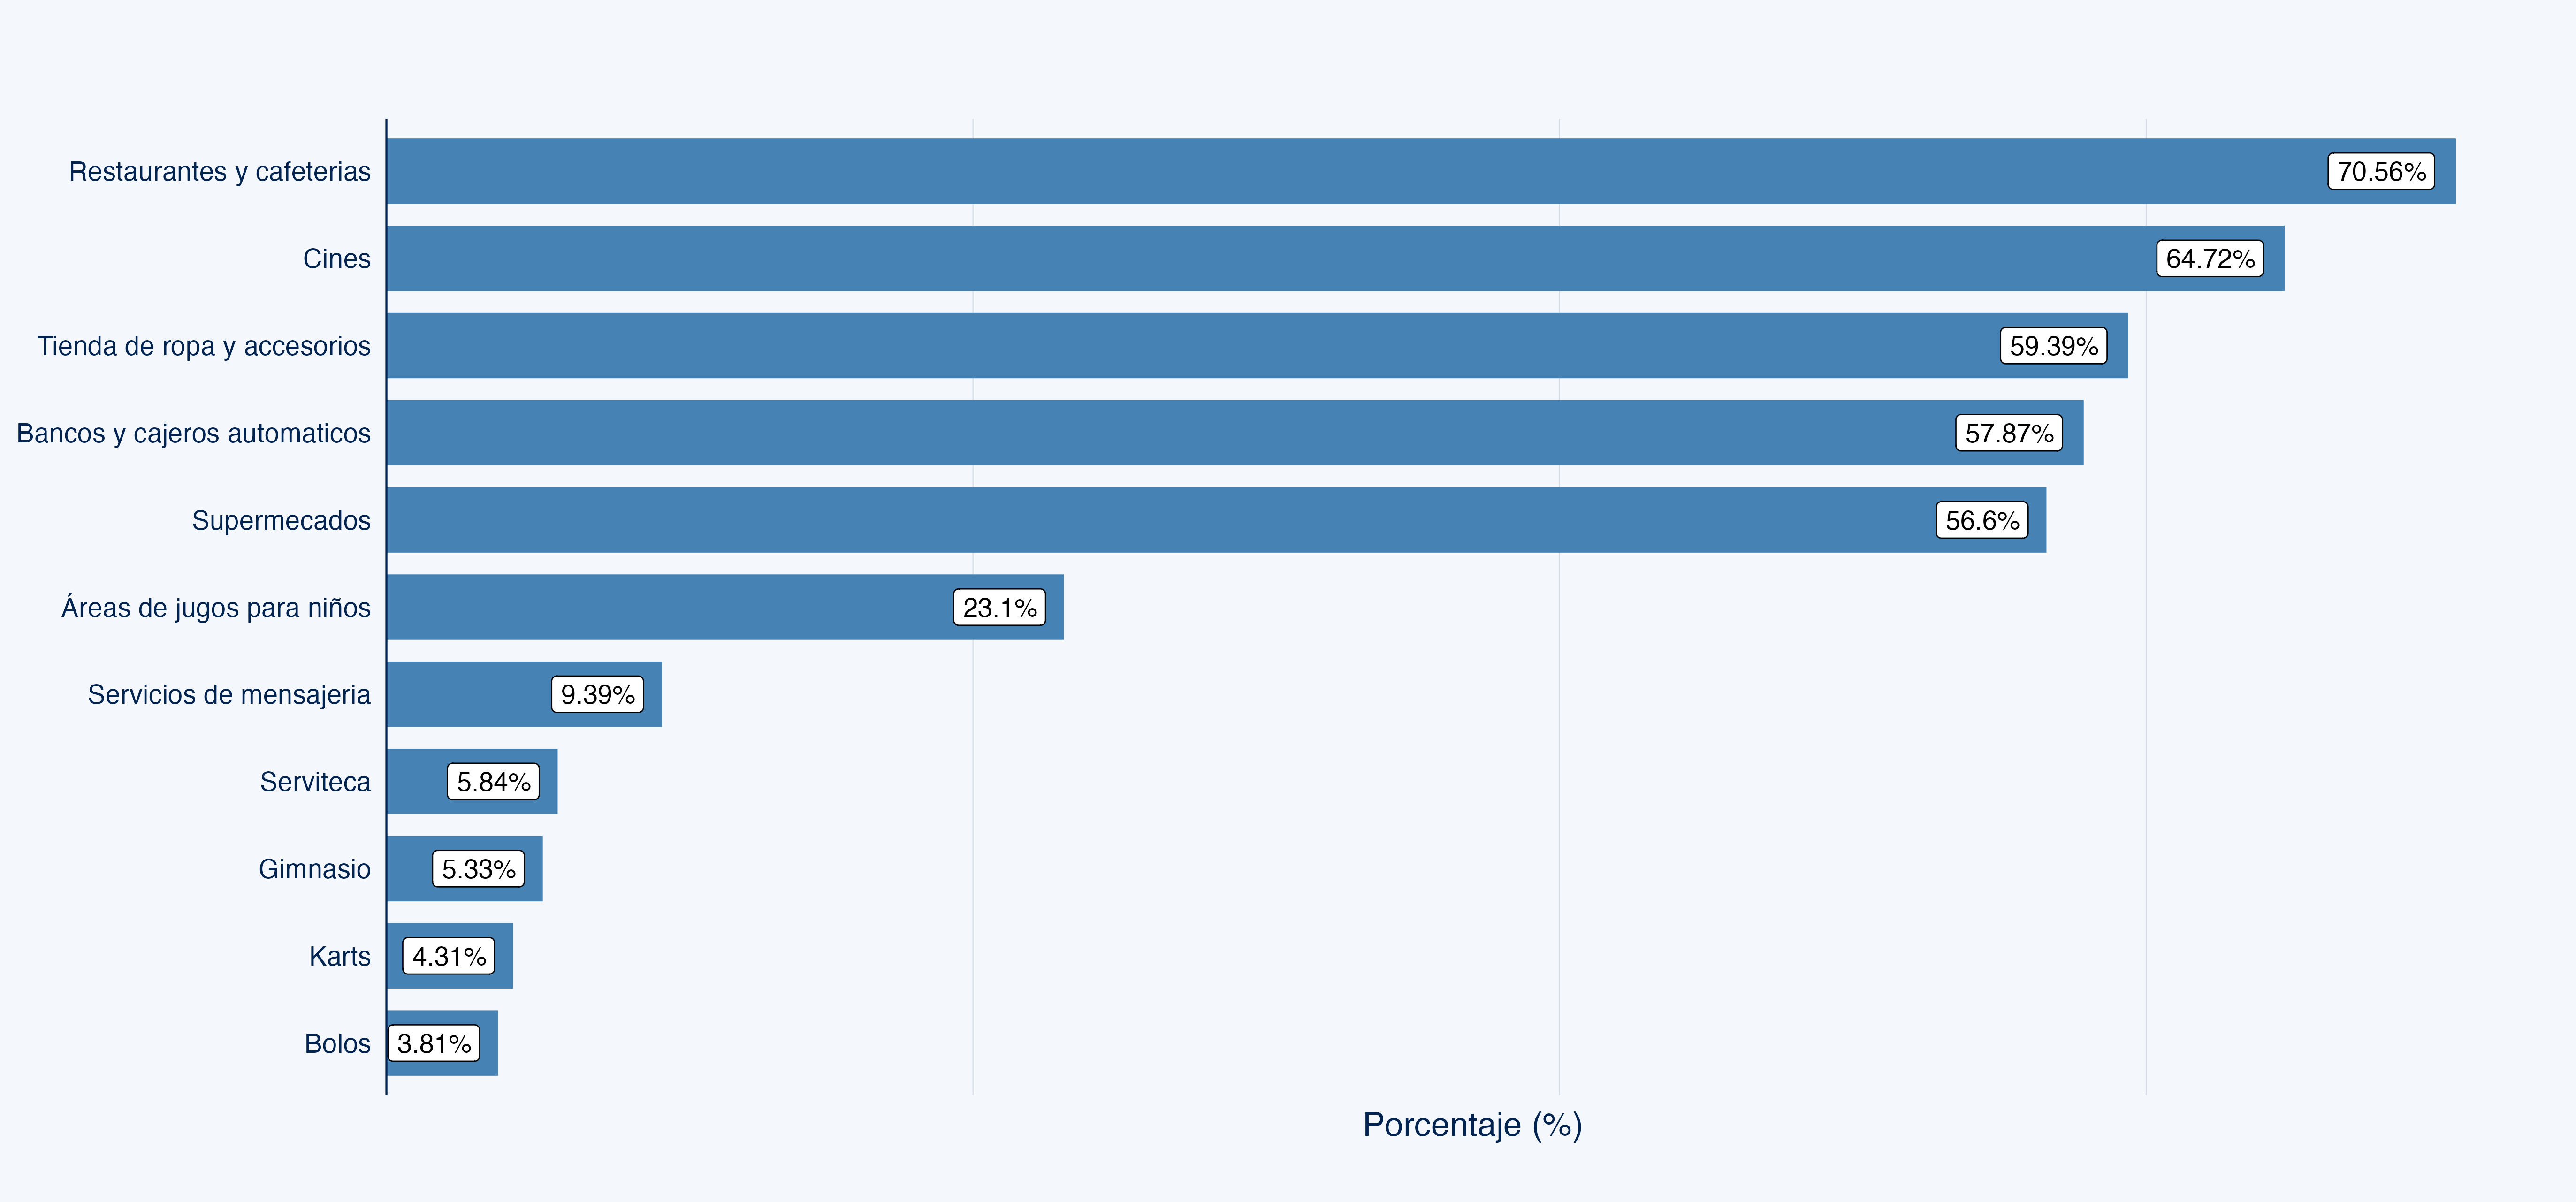 Restaurantes y cafeterias 70.56%
Cines 64.72%
Tienda de ropa y accesorios 59.39%
Bancos y cajeros automaticos 57.87%
Supermecados 56.6%
Áreas de jugos para niños 23.1%
Servicios de mensajeria 9.39%
Serviteca 5.84%
Gimnasio 5.33%
Karts 4.31%
Bolos 3.81%
Porcentaje (%)